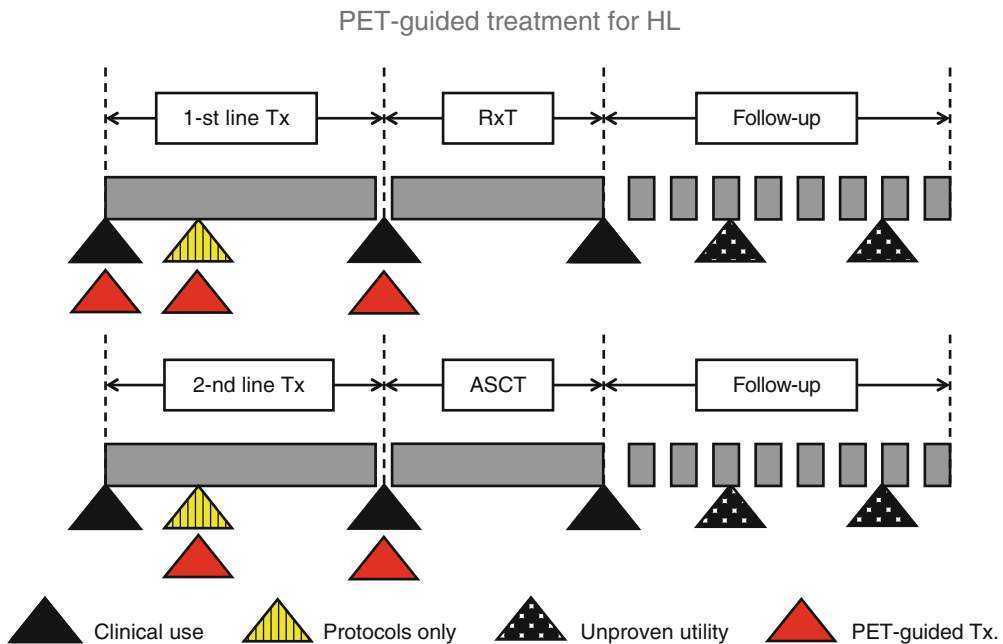 PET-guided treatment for HL
1-st line Tx RxT Follow-up
2-nd line Tx ASCT Follow-up
Clinical use Protocols only Unproven utility PET-guided Tx.